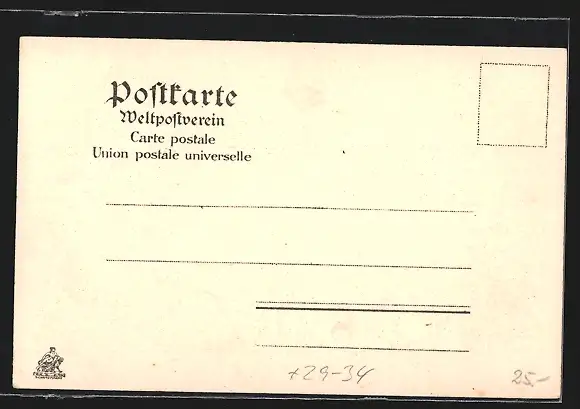 Postkarte
Weltpostverein
Carte postale
Union postale universelle
+29-34
25.-